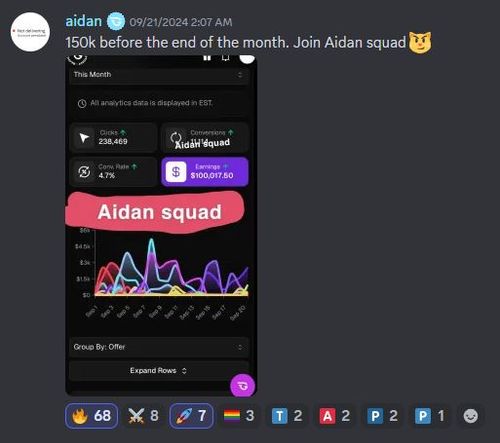 aidan 09/21/2024 2:07 AM
150k before the end of the month. Join Aidan squad
This Month
All analytics data is displayed in EST.
Clicks
238,469
Conversions
Aidan squad
Conv. Rate
4.7%
Earnings
$100,017.50
Aidan squad
$6k
$4.5k
$3k
$1.5k
$0
Sep 1
Sep 3
Sep 5
Sep 7
Sep 9
Sep 11
Sep 13
Sep 15
Sep 17
Sep 20
Group By: Offer
Expand Rows
68
8
7
3
T 2
A 2
P 2
P 1